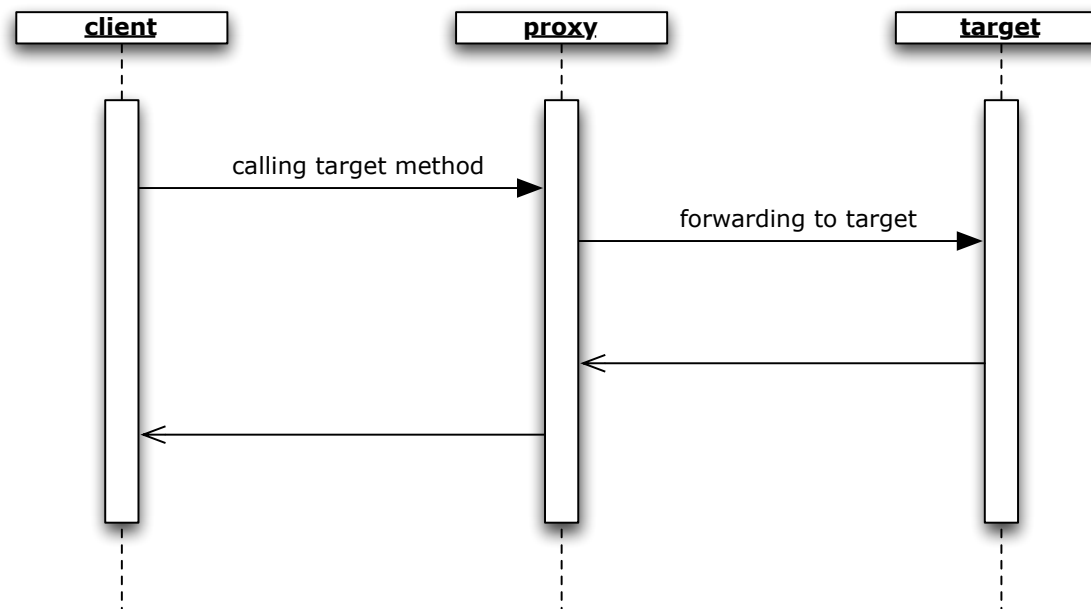 client
proxy
target
calling target method
forwarding to target